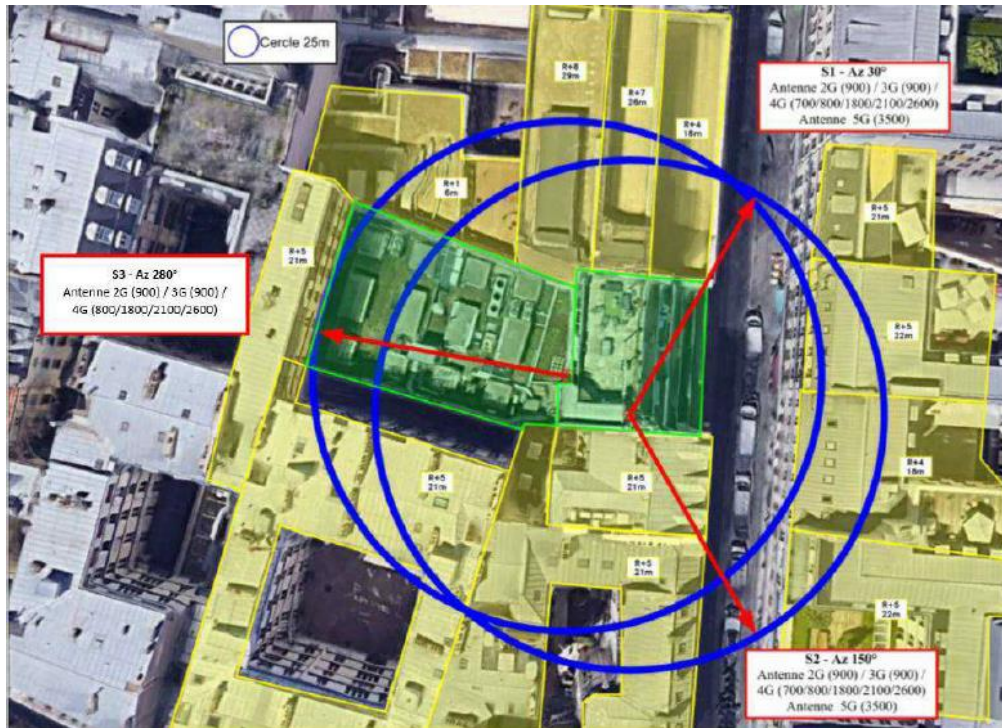 Cercle 25m
R+8
29m
R+7
26m
R+4
18m
S1 - Az 30°
Antenne 2G (900) / 3G (900) /
4G (700/800/1800/2100/2600)
Antenne 5G (3500)
R+1
6m
R+5
21m
R+5
21m
S3 - Az 280°
Antenne 2G (900) / 3G (900) /
4G (800/1800/2100/2600)
R+5
22m
R+5
21m
R+5
21m
R+4
18m
R+5
21m
R+5
22m
S2 - Az 150°
Antenne 2G (900) / 3G (900) /
4G (700/800/1800/2100/2600)
Antenne 5G (3500)